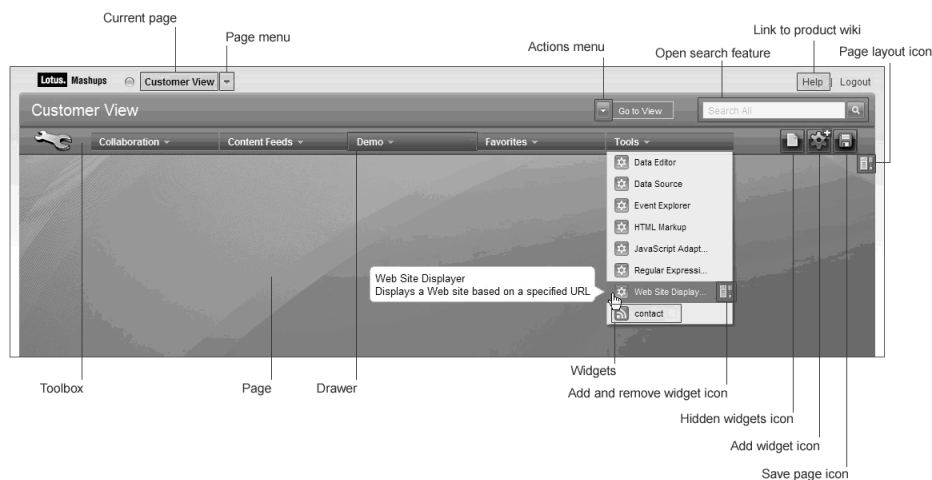 Current page
Page menu
Actions menu
Open search feature
Link to product wiki
Page layout icon
Lotus. Mashups
Customer View
Help | Logout
Customer View
Go to View
Search All
Collaboration
Content Feeds
Demo
Favorites
Tools
Data Editor
Data Source
Event Explorer
HTML Markup
JavaScript Adapt...
Regular Expressi...
Web Site Displayer
Displays a Web site based on a specified URL
Web Site Display...
contact
Toolbox
Page
Drawer
Widgets
Add and remove widget icon
Hidden widgets icon
Add widget icon
Save page icon